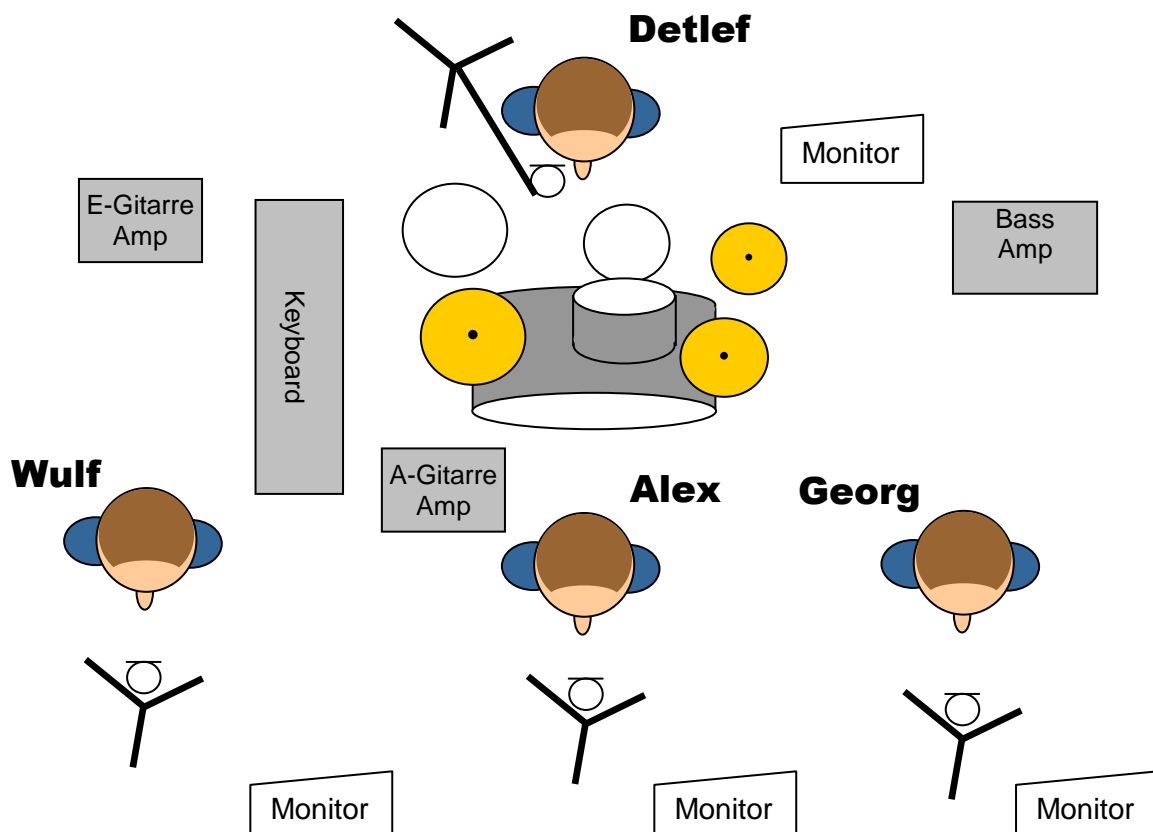 Detlef
Monitor
E-Gitarre
Amp
Bass
Amp
Keyboard
Wulf
A-Gitarre
Amp
Alex
Georg
Monitor
Monitor
Monitor